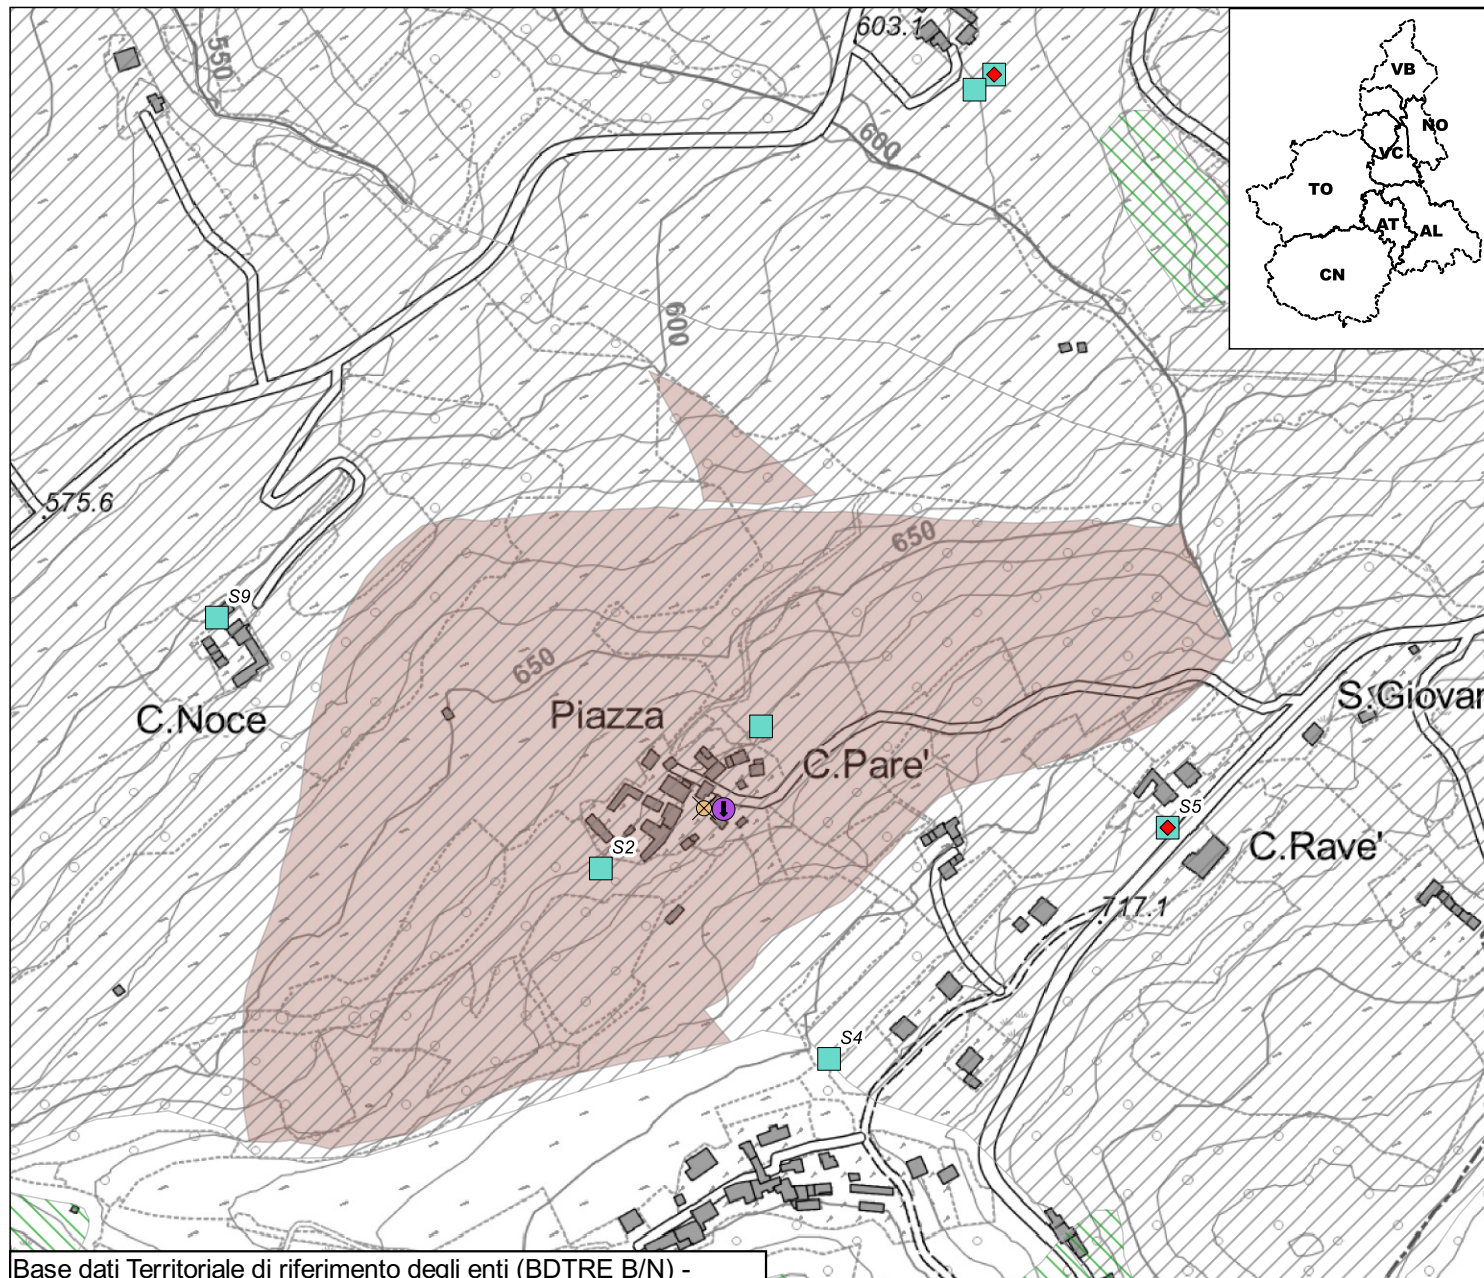 603.1
550
VB
NO
VC
TO
AT
AL
CN
600
600
575.6
650
S9
650
C.Noce
Piazza
S.Giovar
C.Pare'
S5
S2
C.Rave'
717.1
S4
Base dati Territoriale di riferimento degli enti (BDTRE B/N) -